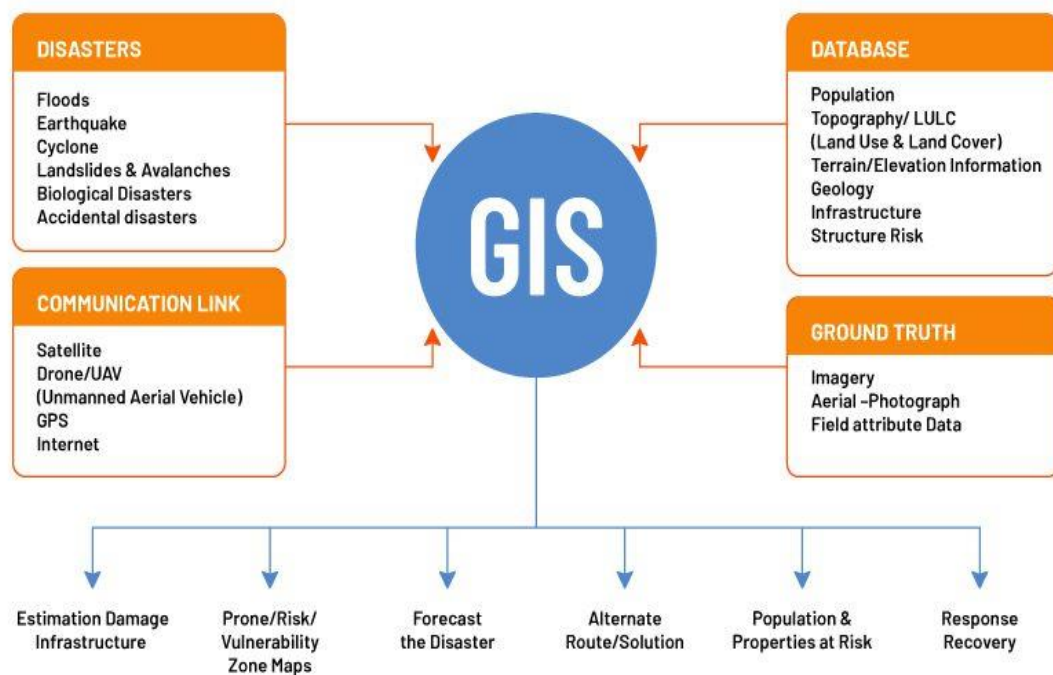 DISASTERS
Floods
Earthquake
Cyclone
Landslides & Avalanches
Biological Disasters
Accidental disasters
COMMUNICATION LINK
Satellite
Drone/UAV
(Unmanned Aerial Vehicle)
GPS
Internet
GIS
DATABASE
Population
Topography/ LULC
(Land Use & Land Cover)
Terrain/Elevation Information
Geology
Infrastructure
Structure Risk
GROUND TRUTH
Imagery
Aerial –Photograph
Field attribute Data
Estimation Damage
Infrastructure
Prone/Risk/
Vulnerability
Zone Maps
Forecast
the Disaster
Alternate
Route/Solution
Population &
Properties at Risk
Response
Recovery